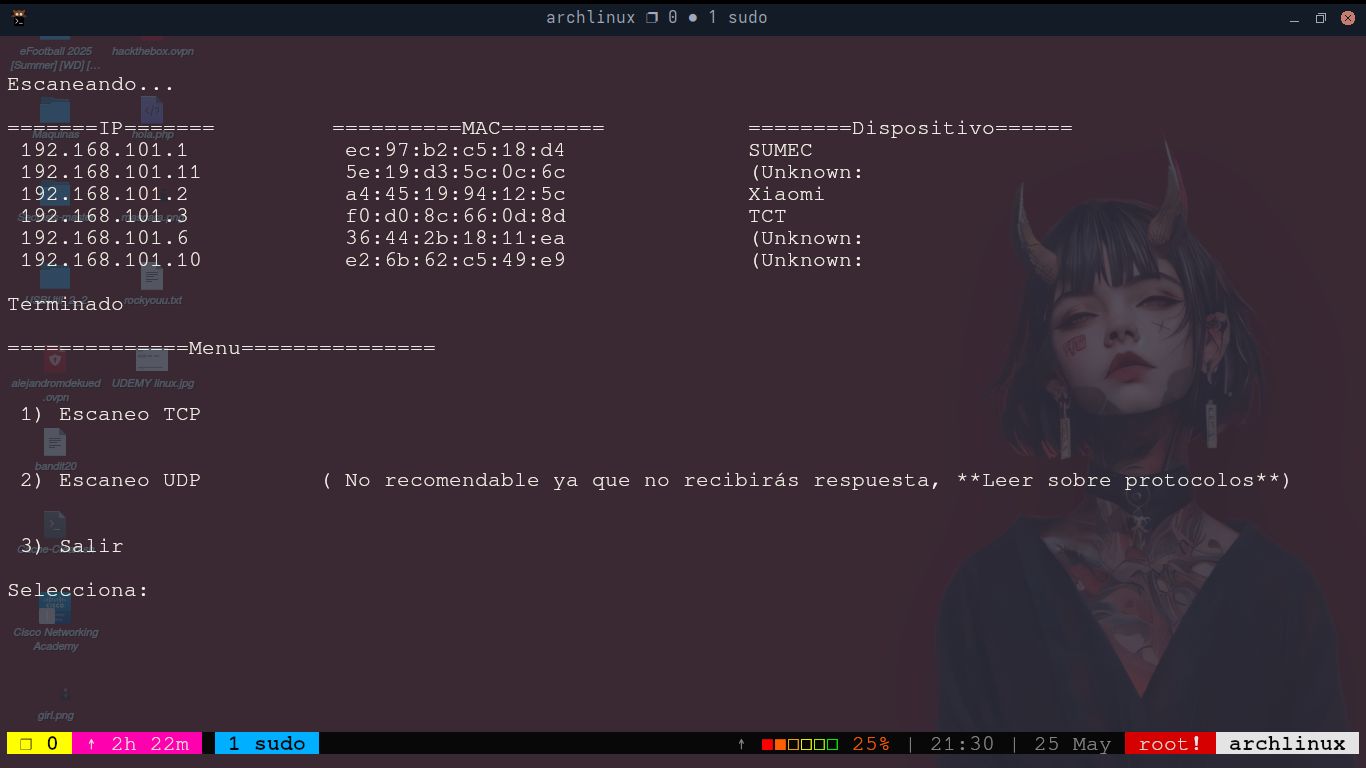 archlinux ❐ 0 ● 1 sudo
eFootball 2025 hackthebox.ovpn
[Summer] [WD] [...
Escaneando...
=======IP======= ==========MAC======== ========Dispositivo======
Maquinas hola.php
192.168.101.1 ec:97:b2:c5:18:d4 SUMEC
192.168.101.11 5e:19:d3:5c:0c:6c (Unknown:
192.168.101.2 a4:45:19:94:12:5c Xiaomi
192.168.101.3 f0:d0:8c:66:0d:8d TCT
192.168.101.6 36:44:2b:18:11:ea (Unknown:
192.168.101.10 e2:6b:62:c5:49:e9 (Unknown:
rockyouu.txt
Terminado
==============Menu===============
alejandromdekued UDEMY linux.jpg
.ovpn
1) Escaneo TCP
bandit20
2) Escaneo UDP ( No recomendable ya que no recibirás respuesta, **Leer sobre protocolos**)
3) Salir
Selecciona:
Cisco Networking
Academy
girl.png
❐ 0 ↑ 2h 22m 1 sudo ↑ 25% | 21:30 | 25 May root! archlinux